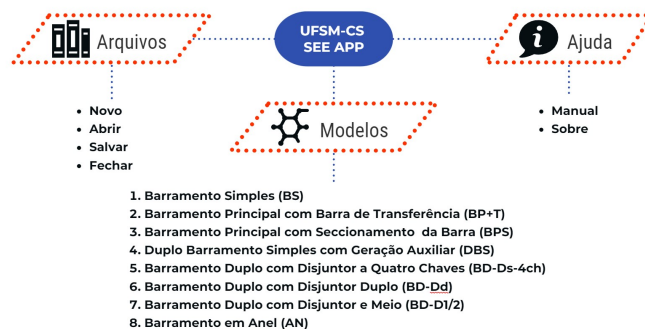 Arquivos
UFSM-CS
SEE APP
Ajuda
• Novo
• Abrir
• Salvar
• Fechar
Modelos
• Manual
• Sobre
1. Barramento Simples (BS)
2. Barramento Principal com Barra de Transferência (BP+T)
3. Barramento Principal com Seccionamento da Barra (BPS)
4. Duplo Barramento Simples com Geração Auxiliar (DBS)
5. Barramento Duplo com Disjuntor a Quatro Chaves (BD-Ds-4ch)
6. Barramento Duplo com Disjuntor Duplo (BD-Dd)
7. Barramento Duplo com Disjuntor e Meio (BD-D1/2)
8. Barramento em Anel (AN)